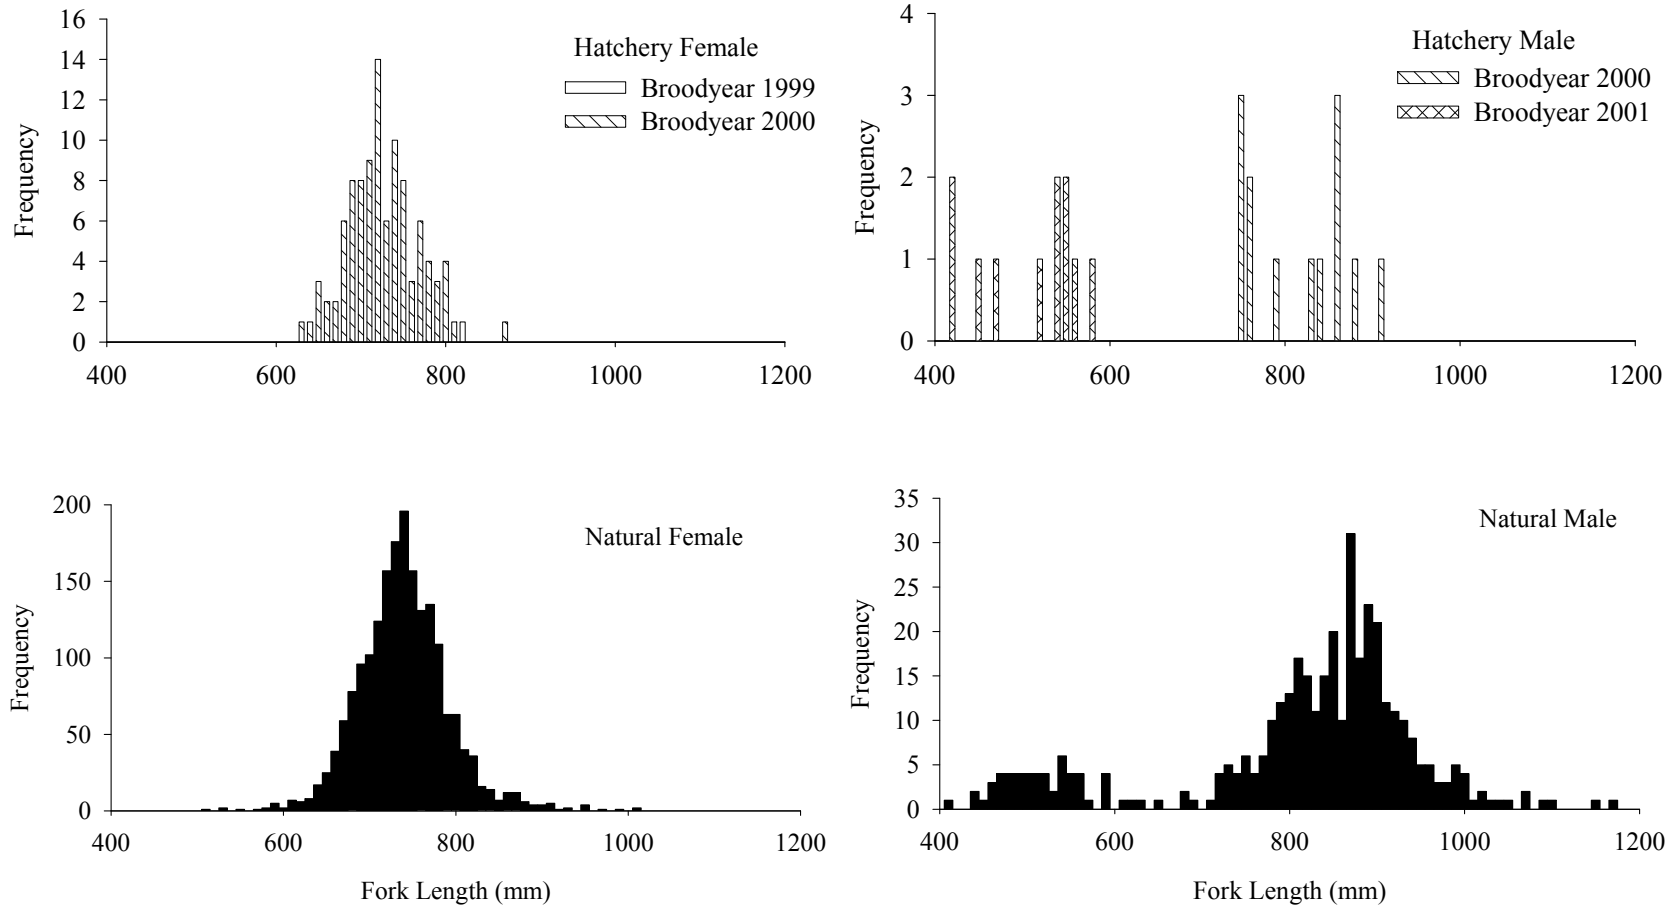 16
14
12
10
8
6
4
2
0
Frequency
400 600 800 1000 1200
Hatchery Female
Broodyear 1999
Broodyear 2000
4
3
2
1
0
Frequency
400 600 800 1000 1200
Hatchery Male
Broodyear 2000
Broodyear 2001
200
150
100
50
0
Frequency
400 600 800 1000 1200
Fork Length (mm)
Natural Female
35
30
25
20
15
10
5
0
Frequency
400 600 800 1000 1200
Fork Length (mm)
Natural Male